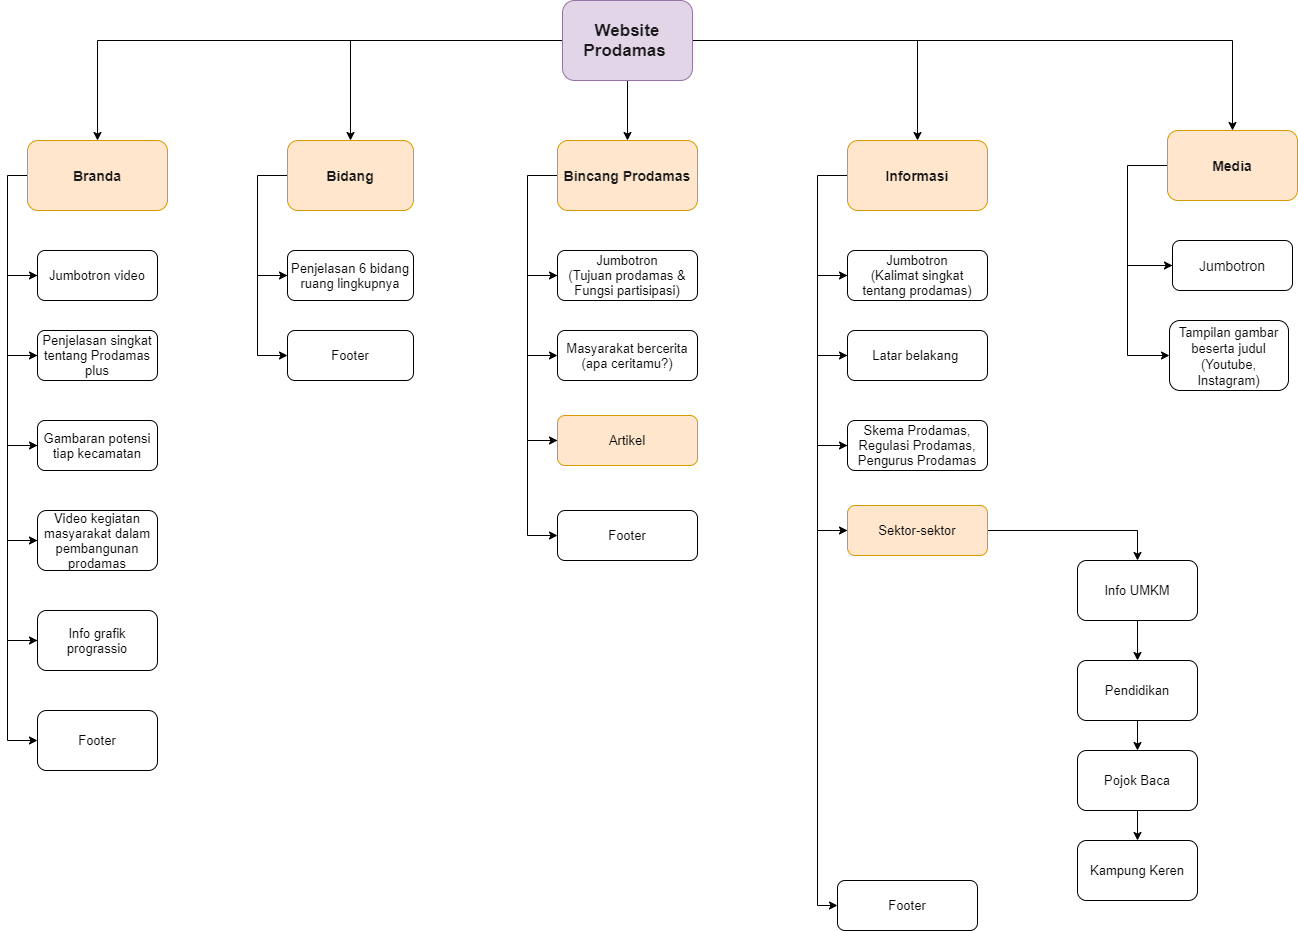 Website
Prodamas
Branda
Bidang
Bincang Prodamas
Informasi
Media
Jumbotron video
Penjelasan singkat
tentang Prodamas
plus
Gambaran potensi
tiap kecamatan
Video kegiatan
masyarakat dalam
pembangunan
prodamas
Info grafik
prograssio
Footer
Penjelasan 6 bidang
ruang lingkupnya
Footer
Jumbotron
(Tujuan prodamas &
Fungsi partisipasi)
Masyarakat bercerita
(apa ceritamu?)
Artikel
Footer
Jumbotron
(Kalimat singkat
tentang prodamas)
Latar belakang
Skema Prodamas,
Regulasi Prodamas,
Pengurus Prodamas
Sektor-sektor
Info UMKM
Pendidikan
Pojok Baca
Kampung Keren
Footer
Jumbotron
Tampilan gambar
beserta judul
(Youtube,
Instagram)